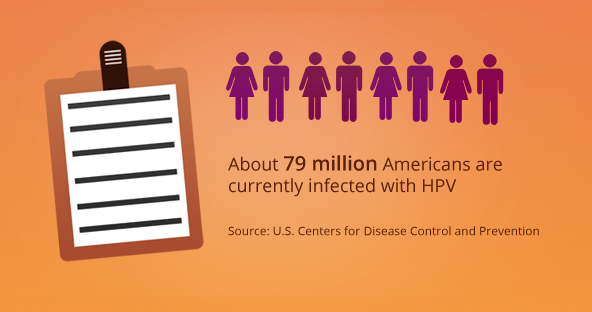 About 79 million Americans are
currently infected with HPV
Source: U.S. Centers for Disease Control and Prevention